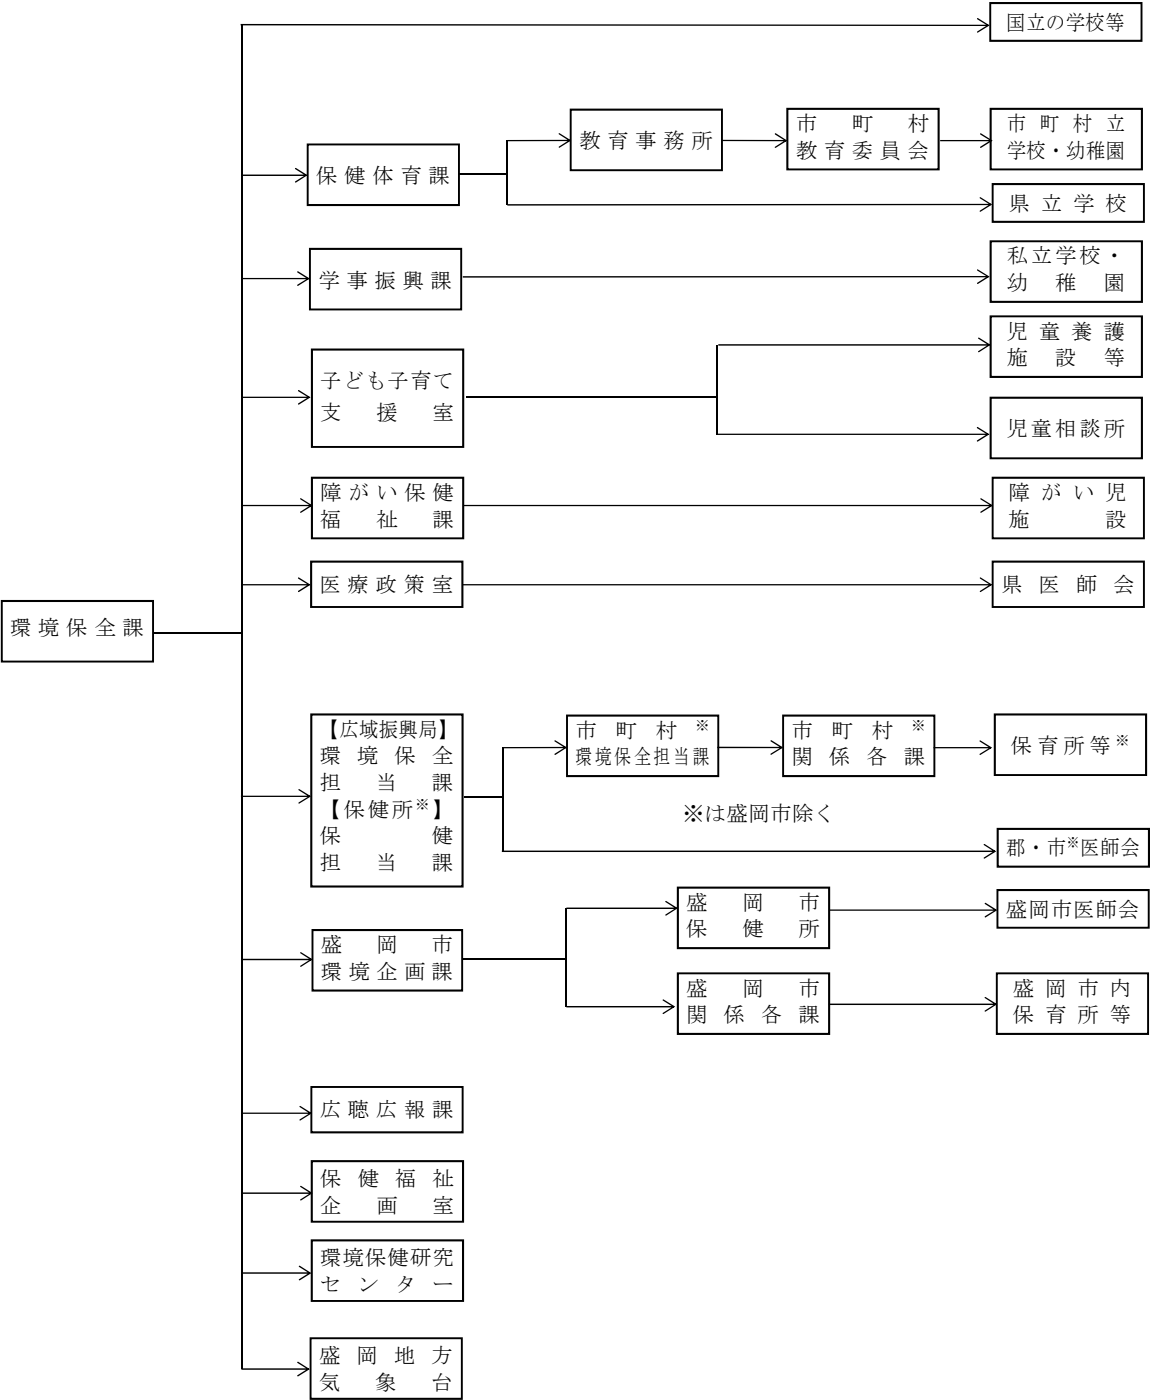 国立の学校等
保健体育課
教育事務所
市町村
教育委員会
市町村立
学校・幼稚園
県立学校
学事振興課
私立学校・
幼稚園
子ども子育て
支援室
児童養護
施設等
児童相談所
障がい保健
福祉課
障がい児
施設
医療政策室
県医師会
環境保全課
【広域振興局】
環境保全
担当課
【保健所※】
保健
担当課
市町村※
環境保全担当課
市町村※
関係各課
保育所等※
※は盛岡市除く
郡・市※医師会
盛岡市
環境企画課
盛岡市
保健所
盛岡市医師会
盛岡市
関係各課
盛岡市内
保育所等
広聴広報課
保健福祉
企画室
環境保健研究
センター
盛岡地方
気象台